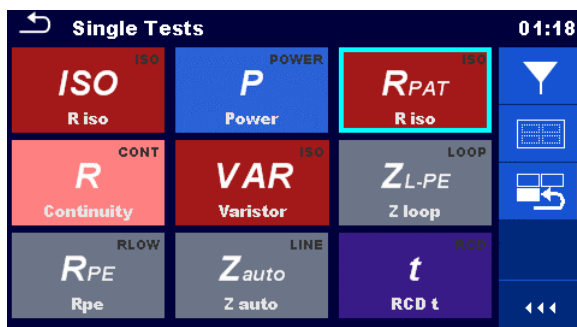 Single Tests 01:18
ISO POWER ISO
ISO P RPAT
R iso Power R iso
CONT ISO LOOP
R VAR ZL-PE
Continuity Varistor Z loop
RLOW LINE RCD
RPE Zauto t
Rpe Z auto RCD t